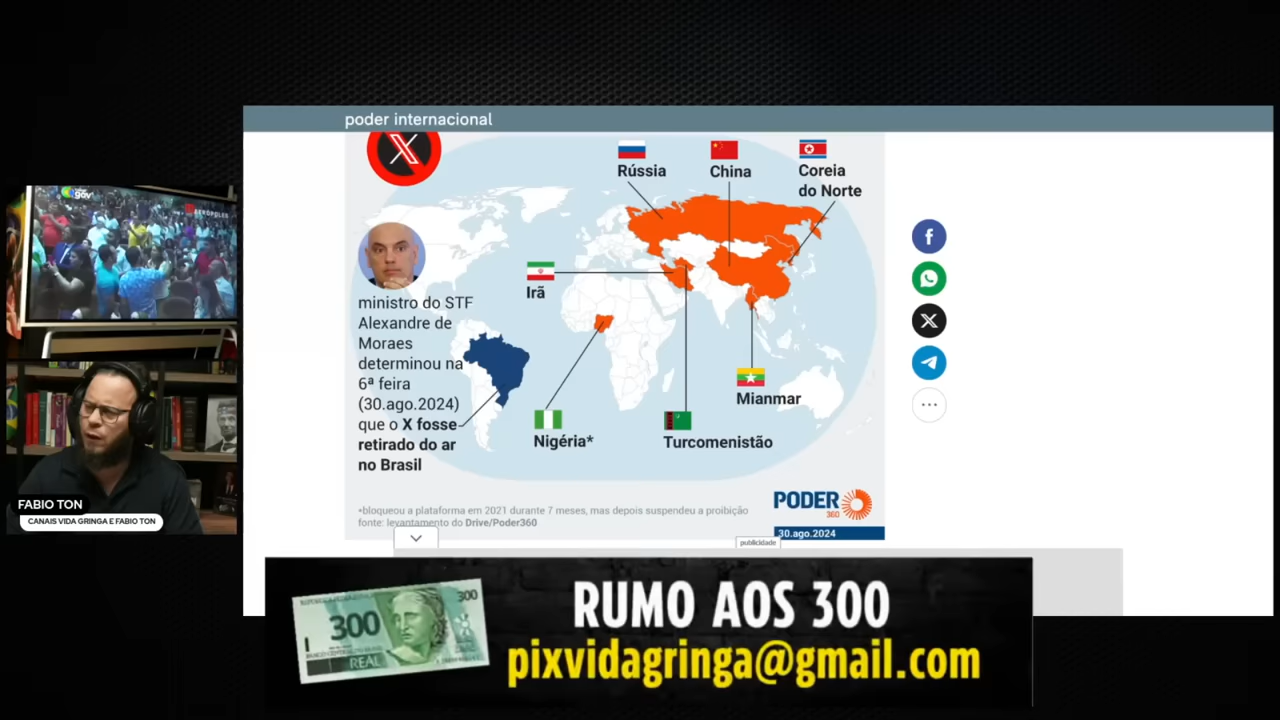 poder internacional
Rússia
China
Coreia
do Norte
Irã
ministro do STF
Alexandre de
Moraes
determinou na
6ª feira
(30.ago.2024)
que o X fosse
retirado do ar
no Brasil
Nigéria*
Mianmar
Turcomenistão
*bloqueou a plataforma em 2021 durante 7 meses, mas depois suspendeu a proibição
fonte: levantamento do Drive/Poder360
PODER
360
30.ago.2024
publicidade
gov
FABIO TON
CANAIS VIDA GRINGA E FABIO TON
300
300
REAL
RUMO AOS 300
pixvidagringa@gmail.com